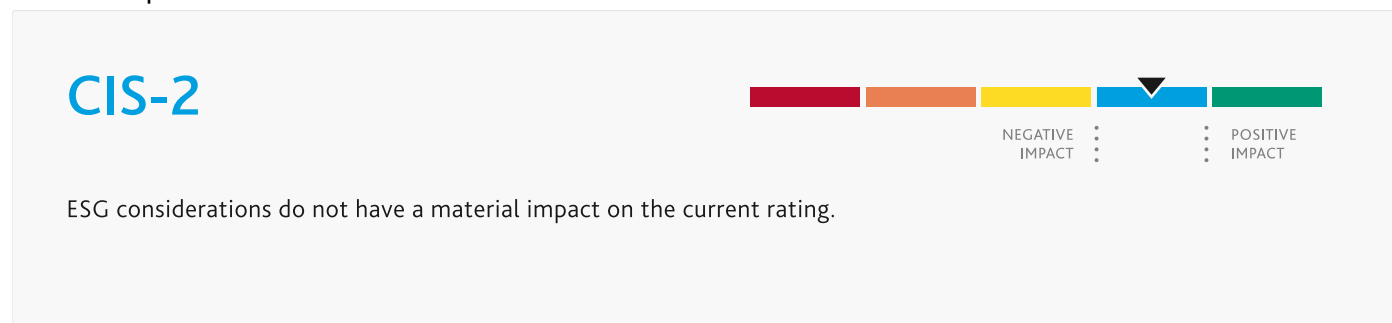 CIS-2
NEGATIVE
IMPACT
POSITIVE
IMPACT
ESG considerations do not have a material impact on the current rating.